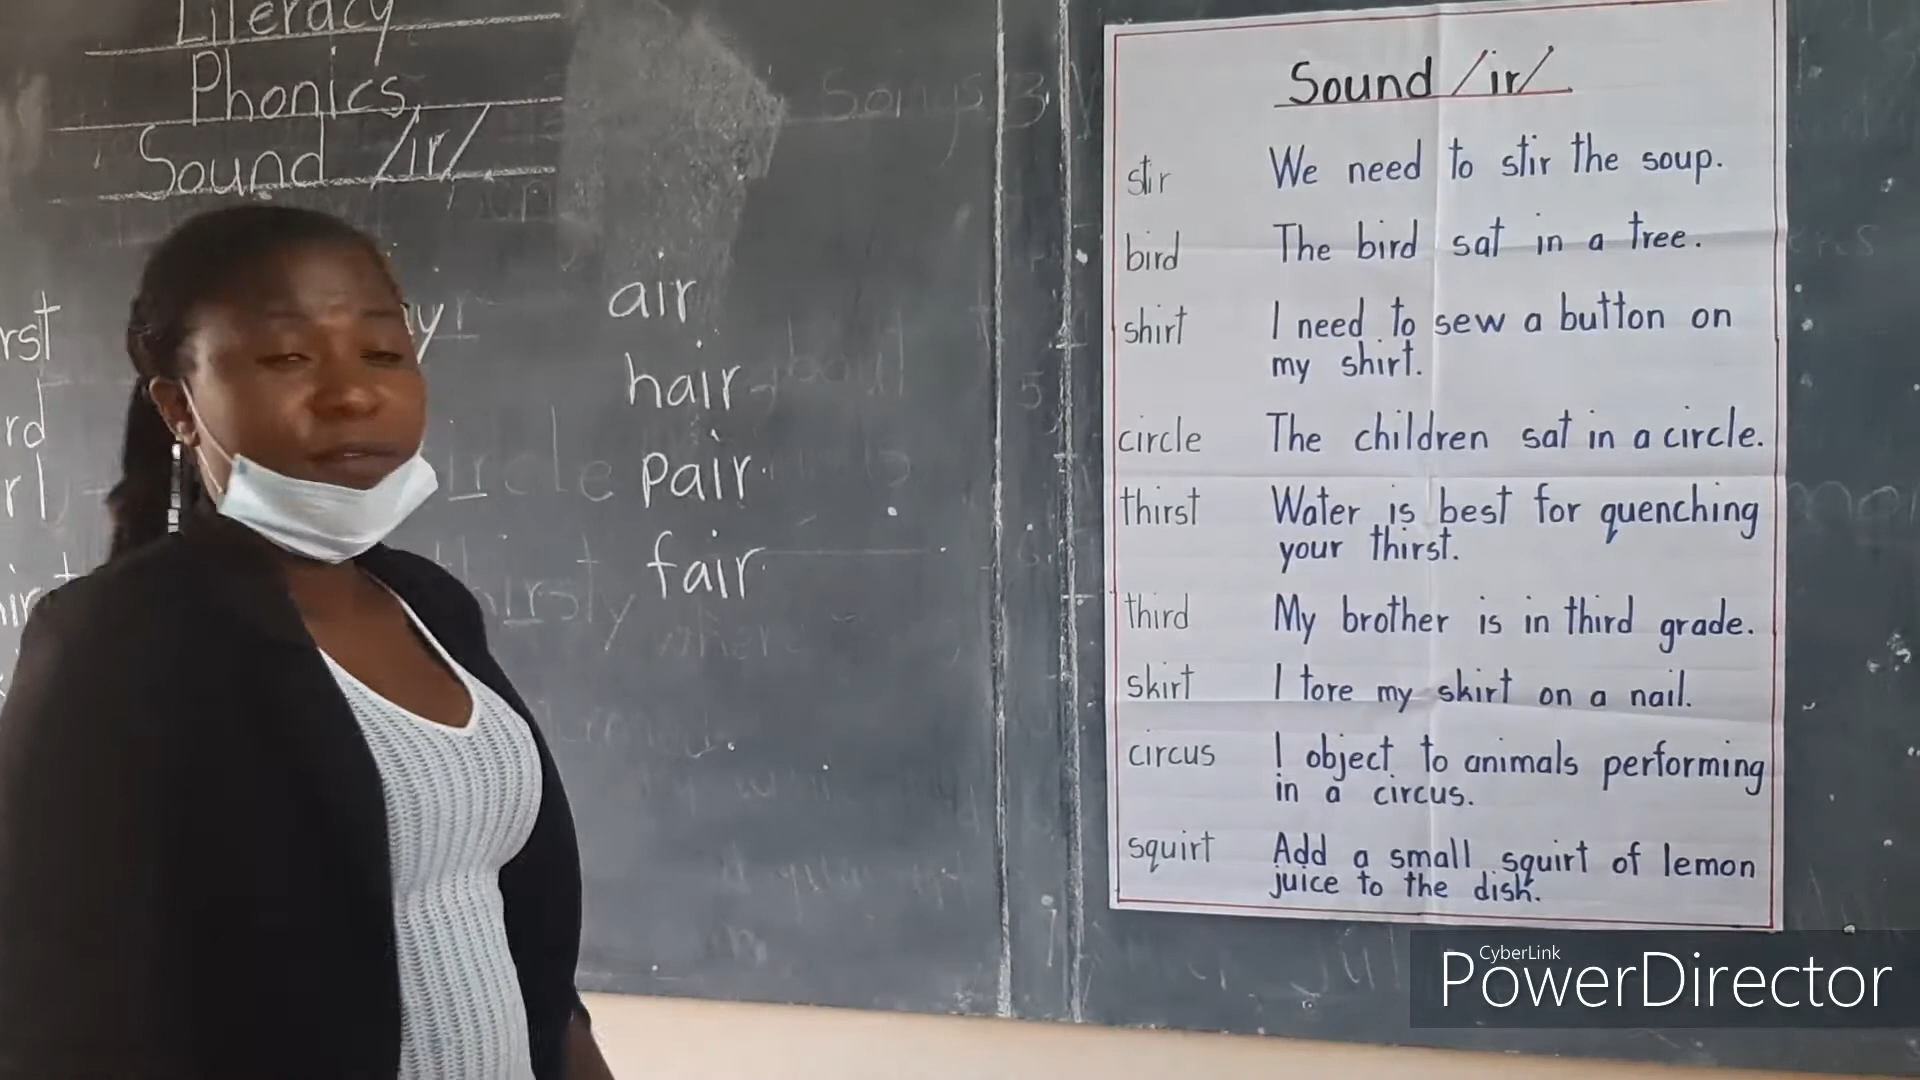 Literacy
Phonics
Sound /ir/
air
hair
pair
fair
circle
thirsty
Sound /ir/
stir We need to stir the soup.
bird The bird sat in a tree.
shirt I need to sew a button on
my shirt.
circle The children sat in a circle.
thirst Water is best for quenching
your thirst.
third My brother is in third grade.
skirt I tore my skirt on a nail.
circus I object to animals performing
in a circus.
squirt Add a small squirt of lemon
juice to the dish.
CyberLink
PowerDirector